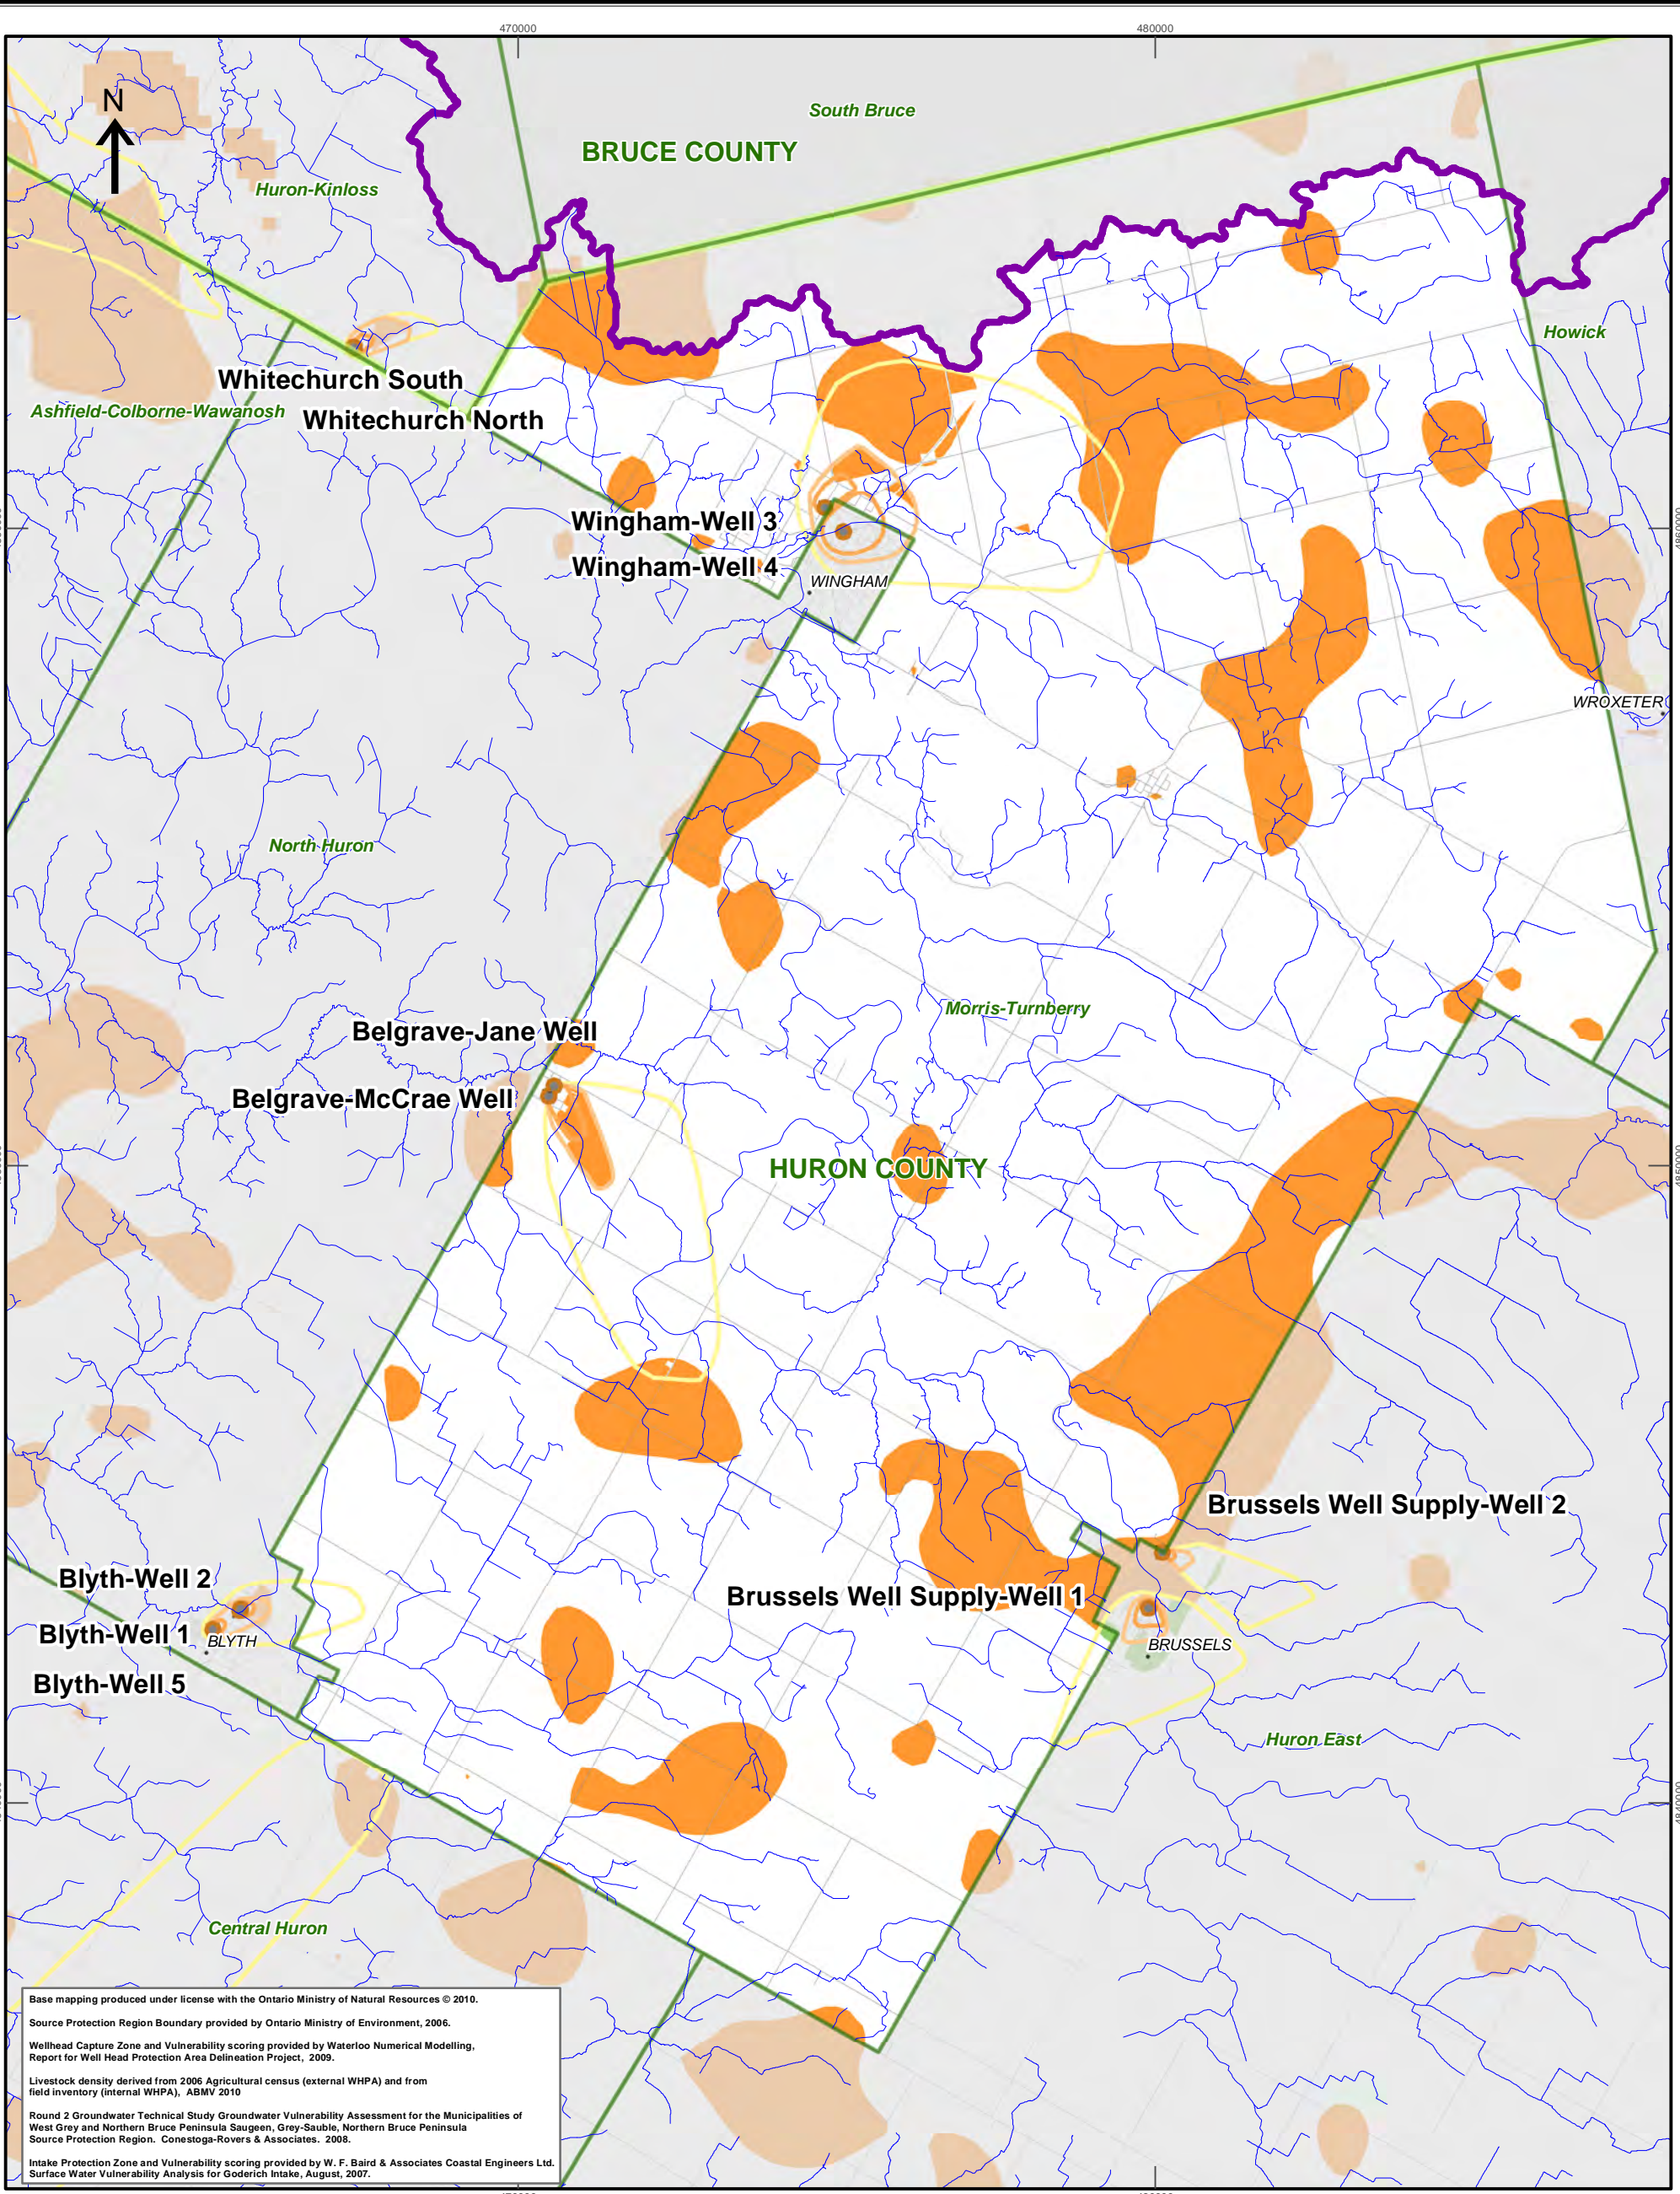 470000
480000
N
South Bruce
BRUCE COUNTY
Huron-Kinloss
Howick
Whitechurch South
Ashfield-Colborne-Wawanosh
Whitechurch North
Wingham-Well 3
4860000
Wingham-Well 4
WINGHAM
WROXETER
North Huron
Morris-Turnberry
Belgrave-Jane Well
Belgrave-McCrae Well
HURON COUNTY
4850000
Brussels Well Supply-Well 2
Blyth-Well 2
Brussels Well Supply-Well 1
Blyth-Well 1
BLYTH
BRUSSELS
Blyth-Well 5
Huron East
4840000
Central Huron
Base mapping produced under license with the Ontario Ministry of Natural Resources © 2010.
Source Protection Region Boundary provided by Ontario Ministry of Environment, 2006.
Wellhead Capture Zone and Vulnerability scoring provided by Waterloo Numerical Modelling,
Report for Well Head Protection Area Delineation Project, 2009.
Livestock density derived from 2006 Agricultural census (external WHPA) and from
field inventory (internal WHPA), ABMV 2010
Round 2 Groundwater Technical Study Groundwater Vulnerability Assessment for the Municipalities of
West Grey and Northern Bruce Peninsula Saugeen, Grey-Sauble, Northern Bruce Peninsula
Source Protection Region. Conestoga-Rovers & Associates. 2008.
Intake Protection Zone and Vulnerability scoring provided by W. F. Baird & Associates Coastal Engineers Ltd.
Surface Water Vulnerability Analysis for Goderich Intake, August, 2007.